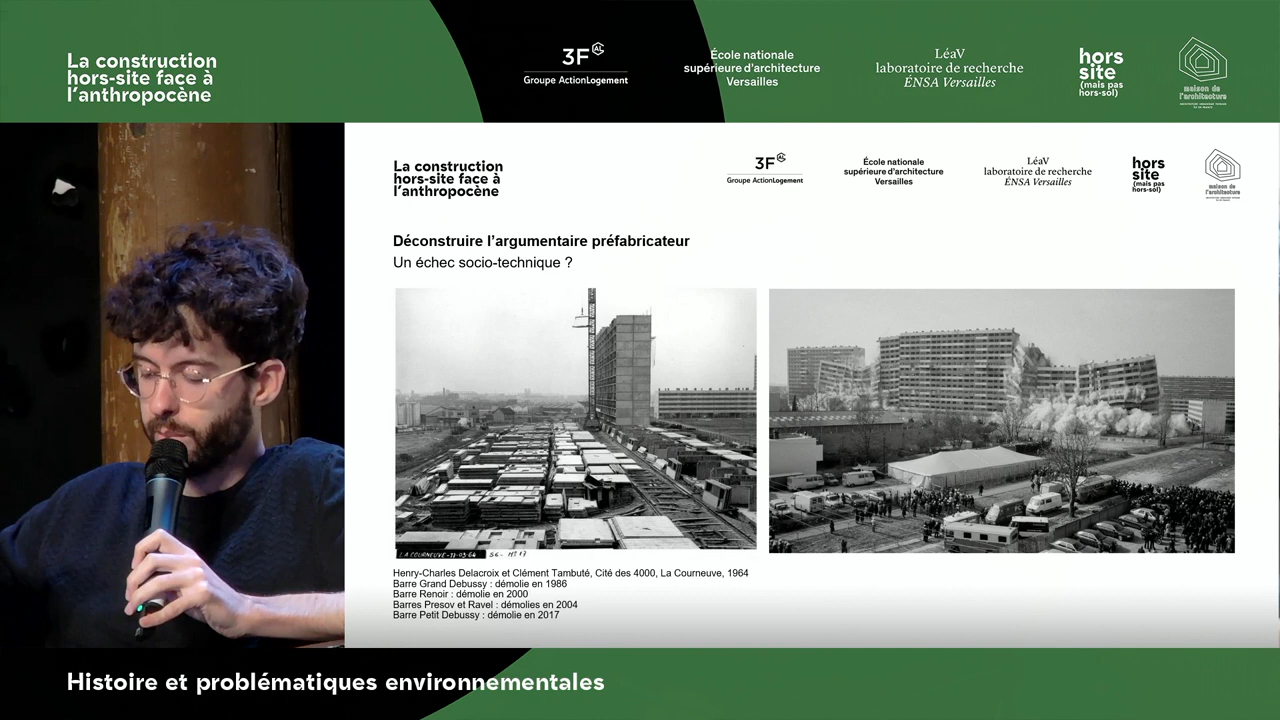 La construction
hors-site face à
l'anthropocène
3F AL
Groupe ActionLogement
École nationale
supérieure d'architecture
Versailles
LéaV
laboratoire de recherche
ÉNSA Versailles
hors
site
(mais pas
hors-sol)
maison de
l'architecture
La construction
hors-site face à
l'anthropocène
3F AL
Groupe ActionLogement
École nationale
supérieure d'architecture
Versailles
LéaV
laboratoire de recherche
ÉNSA Versailles
hors
site
(mais pas
hors-sol)
maison de
l'architecture
Déconstruire l'argumentaire préfabricateur
Un échec socio-technique ?
LA COURNEUVE
Henry-Charles Delacroix et Clément Tambuté, Cité des 4000, La Courneuve, 1964
Barre Grand Debussy : démolie en 1986
Barre Renoir : démolie en 2000
Barres Presov et Ravel : démolies en 2004
Barre Petit Debussy : démolie en 2017
Histoire et problématiques environnementales